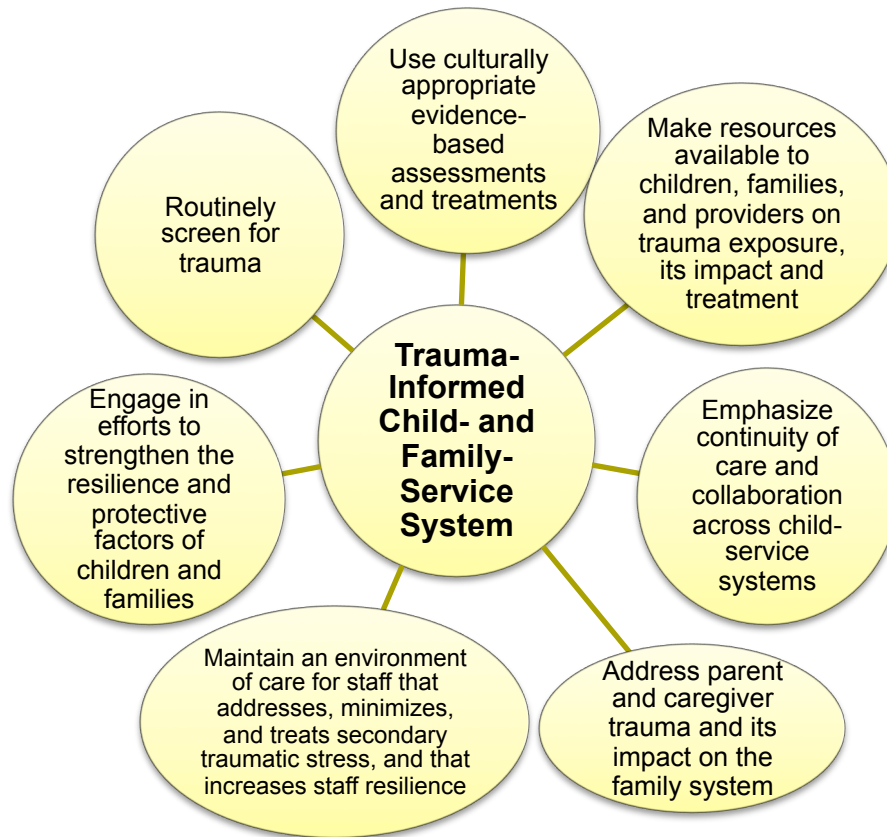 Use culturally
appropriate
evidence-
based
assessments
and treatments
Make resources
available to
children, families,
and providers on
trauma exposure,
its impact and
treatment
Routinely
screen for
trauma
Trauma-
Informed
Child- and
Family-
Service
System
Engage in
efforts to
strengthen the
resilience and
protective
factors of
children and
families
Emphasize
continuity of
care and
collaboration
across child-
service
systems
Maintain an environment
of care for staff that
addresses, minimizes,
and treats secondary
traumatic stress, and that
increases staff resilience
Address parent
and caregiver
trauma and its
impact on the
family system